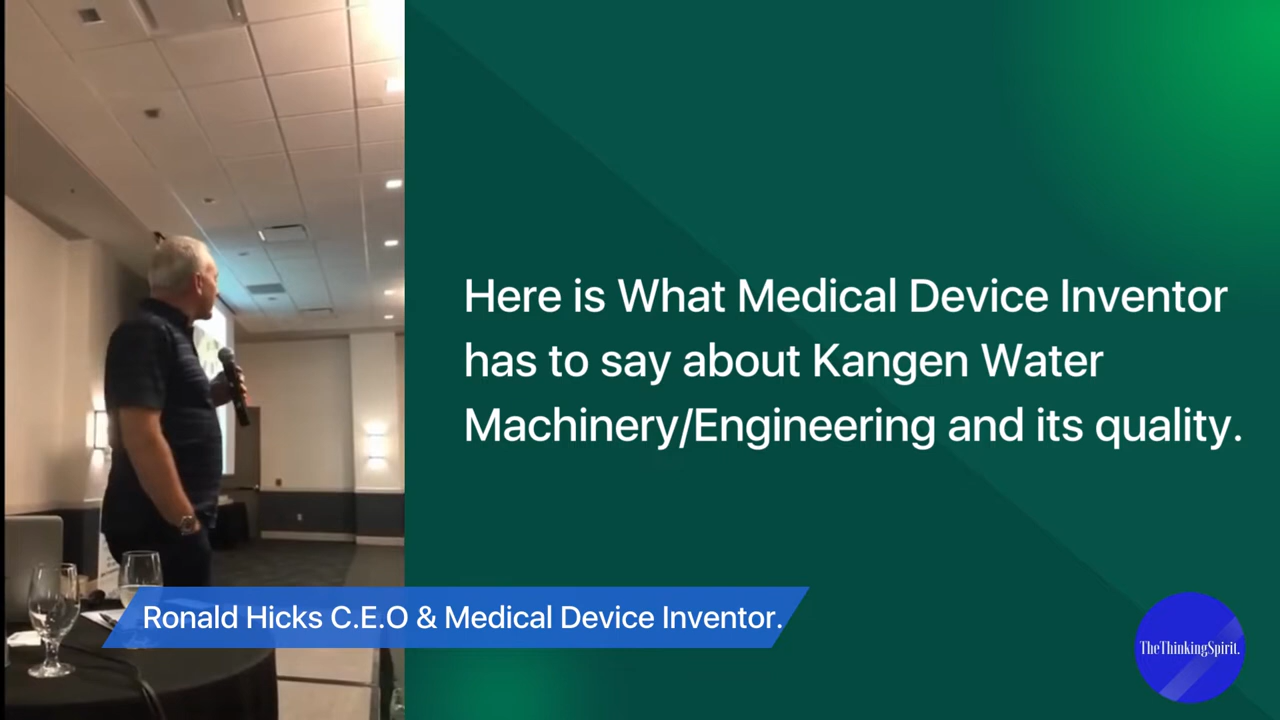 Here is What Medical Device Inventor
has to say about Kangen Water
Machinery/Engineering and its quality.
Ronald Hicks C.E.O & Medical Device Inventor.
TheThinkingSpirit.